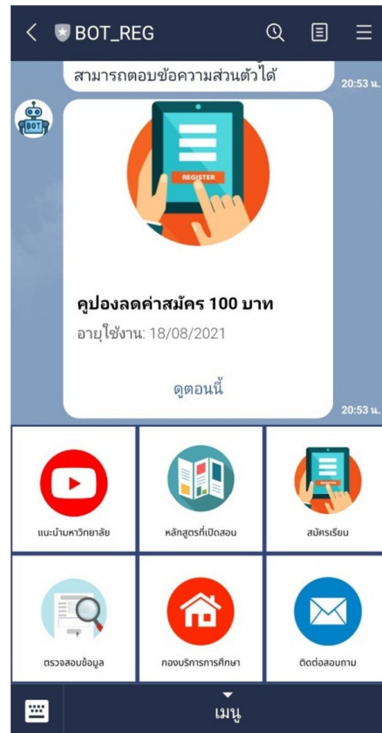 BOT_REG
สามารถตอบข้อความส่วนตัวได้
20:53 น.
BOT
REGISTER
คูปองลดค่าสมัคร 100 บาท
อายุใช้งาน: 18/08/2021
ดูตอนนี้
20:53 น.
แนะนำมหาวิทยาลัย
หลักสูตรที่เปิดสอน
สมัครเรียน
ตรวจสอบข้อมูล
กองบริการการศึกษา
ติดต่อสอบถาม
เมนู